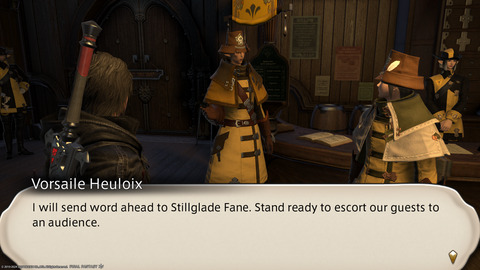 Vorsaile Heuloix
I will send word ahead to Stillglade Fane. Stand ready to escort our guests to
an audience.